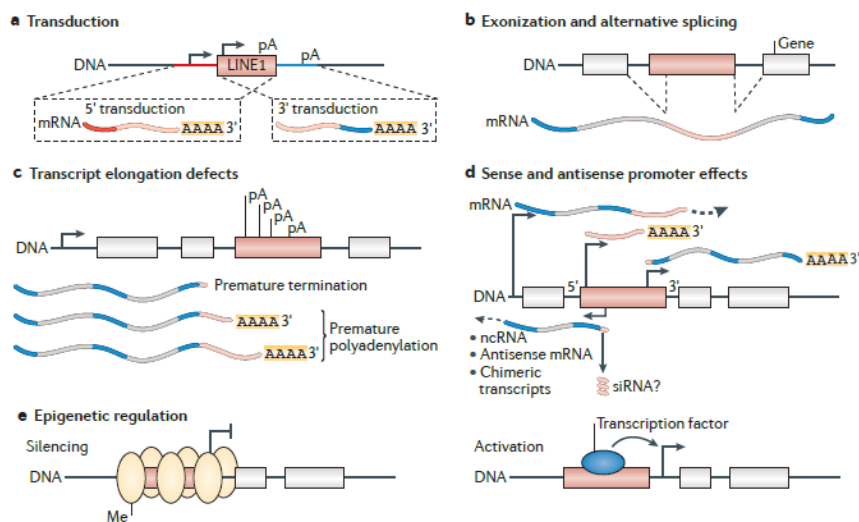 a Transduction
pA
pA
DNA
LINE1
5' transduction
3' transduction
mRNA
AAAA 3'
AAAA 3'
b Exonization and alternative splicing
Gene
DNA
mRNA
c Transcript elongation defects
pA
pA
pA
pA
DNA
Premature termination
AAAA 3'
AAAA 3'
Premature
polyadenylation
d Sense and antisense promoter effects
mRNA
AAAA 3'
AAAA 3'
5'
3'
DNA
• ncRNA
• Antisense mRNA
• Chimeric
transcripts
siRNA?
e Epigenetic regulation
Silencing
DNA
Me
Transcription factor
Activation
DNA